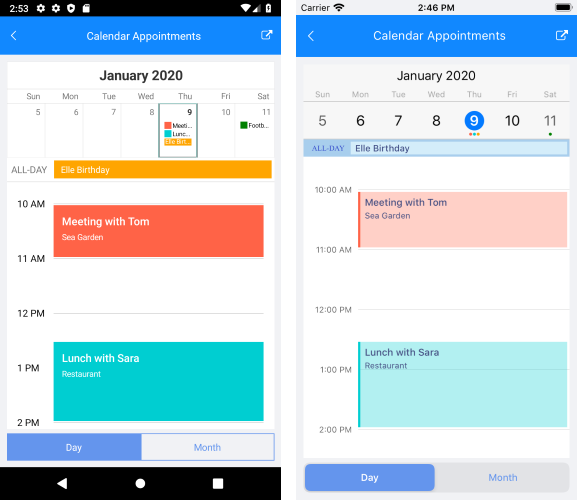 2:53
Calendar Appointments
January 2020
Sun Mon Tue Wed Thu Fri Sat
5 6 7 8 9 10 11
Meeti... Footb...
Lunc...
Elle Birt...
ALL-DAY Elle Birthday
10 AM
Meeting with Tom
Sea Garden
11 AM
12 PM
Lunch with Sara
1 PM
Restaurant
2 PM
Day Month
Carrier 2:46 PM
Calendar Appointments
January 2020
Sun Mon Tue Wed Thu Fri Sat
5 6 7 8 9 10 11
ALL-DAY Elle Birthday
10:00 AM
Meeting with Tom
Sea Garden
11:00 AM
12:00 PM
Lunch with Sara
Restaurant
1:00 PM
2:00 PM
Day Month